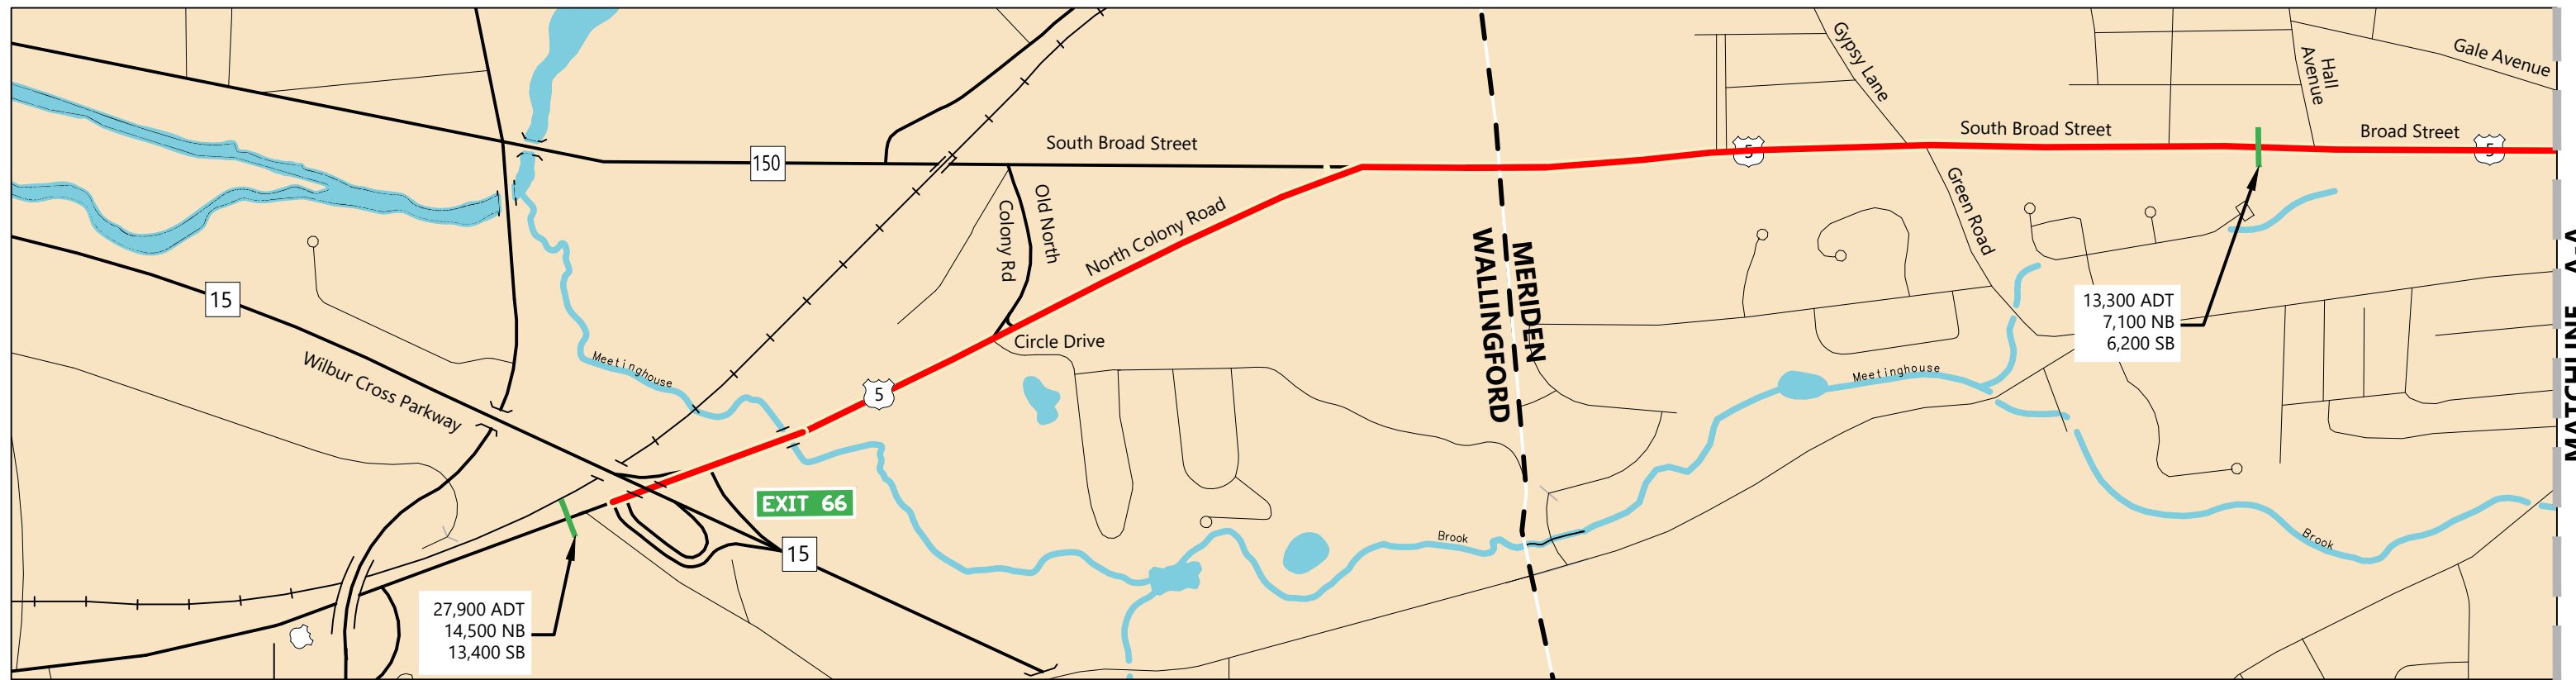 Gale Avenue
Hall
Avenue
Gypsy Lane
South Broad Street
Broad Street
5
5
South Broad Street
150
Old North
Colony Rd
North Colony Road
Green Road
MERIDEN
WALLINGFORD
15
Wilbur Cross Parkway
Circle Drive
13,300 ADT
7,100 NB
6,200 SB
Meetinghouse
Meetinghouse
5
EXIT 66
15
Brook
Brook
27,900 ADT
14,500 NB
13,400 SB
MATCHLINE